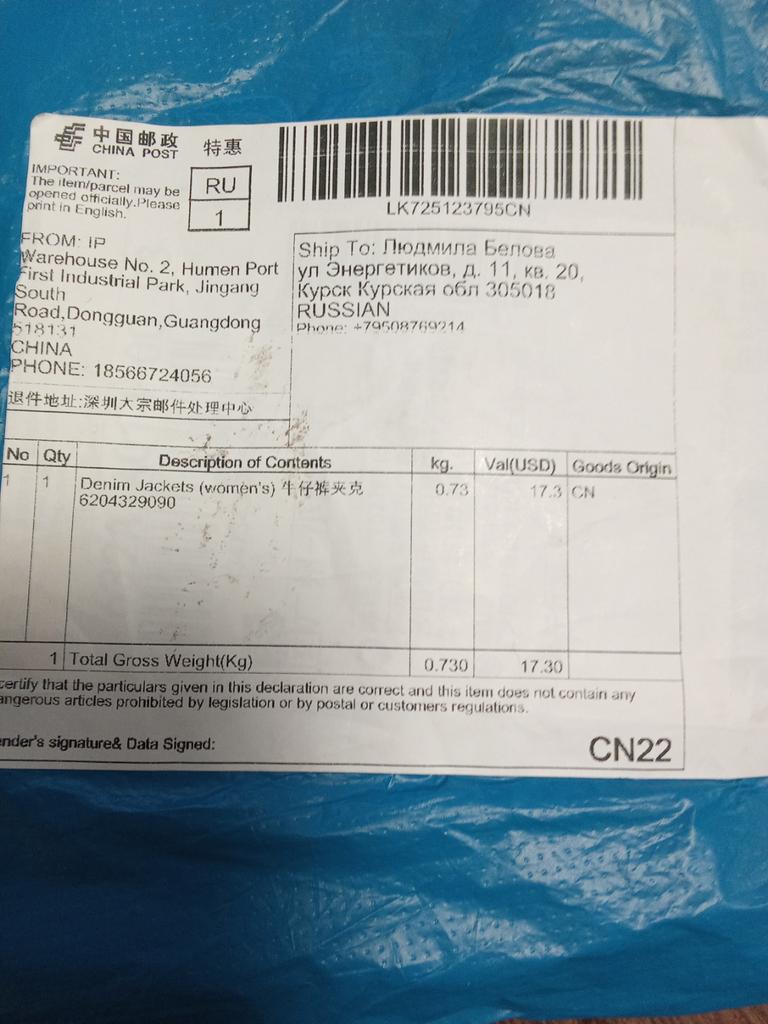 中国邮政
CHINA POST
特惠
IMPORTANT:
The item/parcel may be
opened officially.Please
print in English.
RU
1
LK725123795CN
FROM: IP
Warehouse No. 2, Humen Port
First Industrial Park, Jingang
South
Road,Dongguan,Guangdong
518131
CHINA
PHONE: 18566724056
退件地址:深圳大宗邮件处理中心
Ship To: Людмила Белова
ул Энергетиков, д. 11, кв. 20,
Курск Курская обл 305018
RUSSIAN
Phone: +79508769214
No Qty Description of Contents kg. Val(USD) Goods Origin
1 1 Denim Jackets (women's) 牛仔裤夹克 0.73 17.3 CN
6204329090
1 Total Gross Weight(Kg) 0.730 17.30
certify that the particulars given in this declaration are correct and this item does not contain any
angerous articles prohibited by legislation or by postal or customers regulations.
ender's signature& Data Signed:
CN22